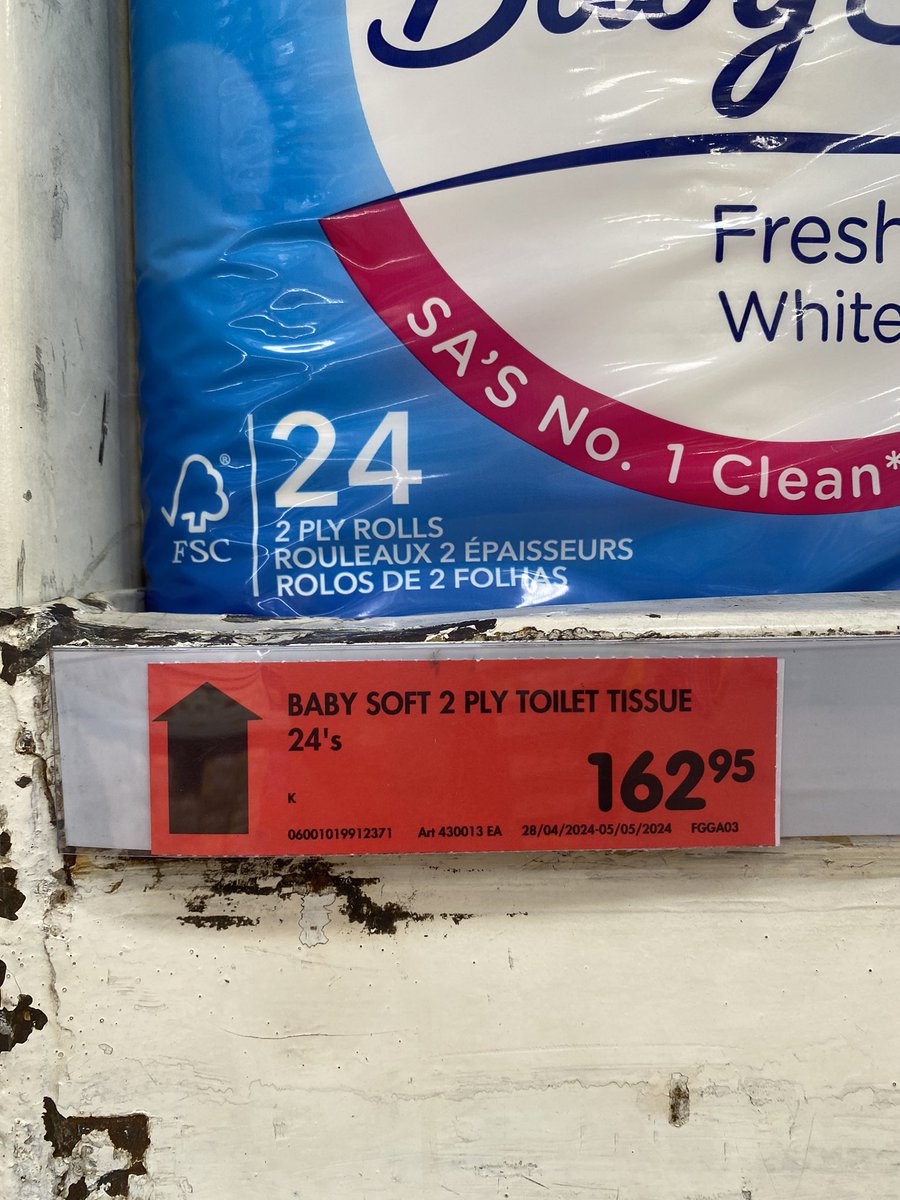 Baby
Fresh
White
SA'S No. 1 Clean*
24
2 PLY ROLLS
ROULEAUX 2 ÉPAISSEURS
ROLOS DE 2 FOLHAS
®
FSC
BABY SOFT 2 PLY TOILET TISSUE
24's
16295
K
06001019912371 Art 430013 EA 28/04/2024-05/05/2024 FGGA03